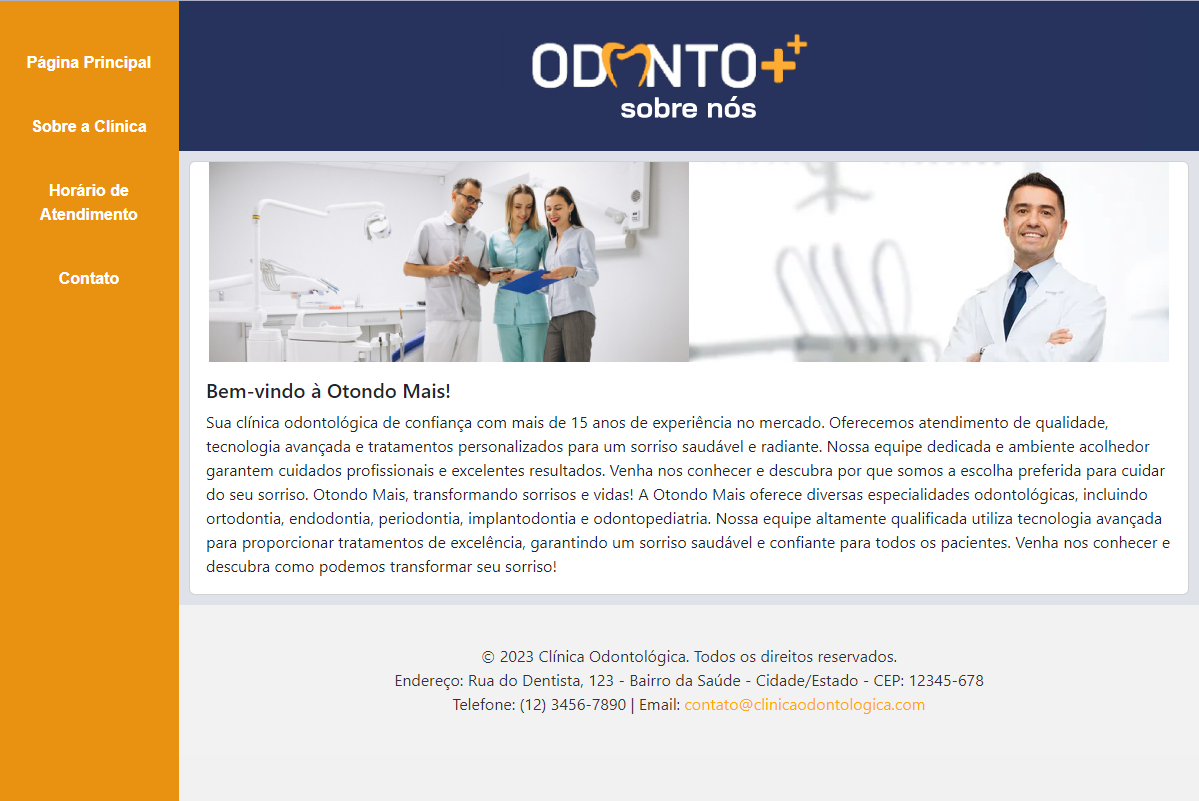 Página Principal
Sobre a Clínica
Horário de
Atendimento
Contato
ODONTO++
sobre nós
Bem-vindo à Otondo Mais!
Sua clínica odontológica de confiança com mais de 15 anos de experiência no mercado. Oferecemos atendimento de qualidade,
tecnologia avançada e tratamentos personalizados para um sorriso saudável e radiante. Nossa equipe dedicada e ambiente acolhedor
garantem cuidados profissionais e excelentes resultados. Venha nos conhecer e descubra por que somos a escolha preferida para cuidar
do seu sorriso. Otondo Mais, transformando sorrisos e vidas! A Otondo Mais oferece diversas especialidades odontológicas, incluindo
ortodontia, endodontia, periodontia, implantodontia e odontopediatria. Nossa equipe altamente qualificada utiliza tecnologia avançada
para proporcionar tratamentos de excelência, garantindo um sorriso saudável e confiante para todos os pacientes. Venha nos conhecer e
descubra como podemos transformar seu sorriso!
© 2023 Clínica Odontológica. Todos os direitos reservados.
Endereço: Rua do Dentista, 123 - Bairro da Saúde - Cidade/Estado - CEP: 12345-678
Telefone: (12) 3456-7890 | Email: contato@clinicaodontologica.com